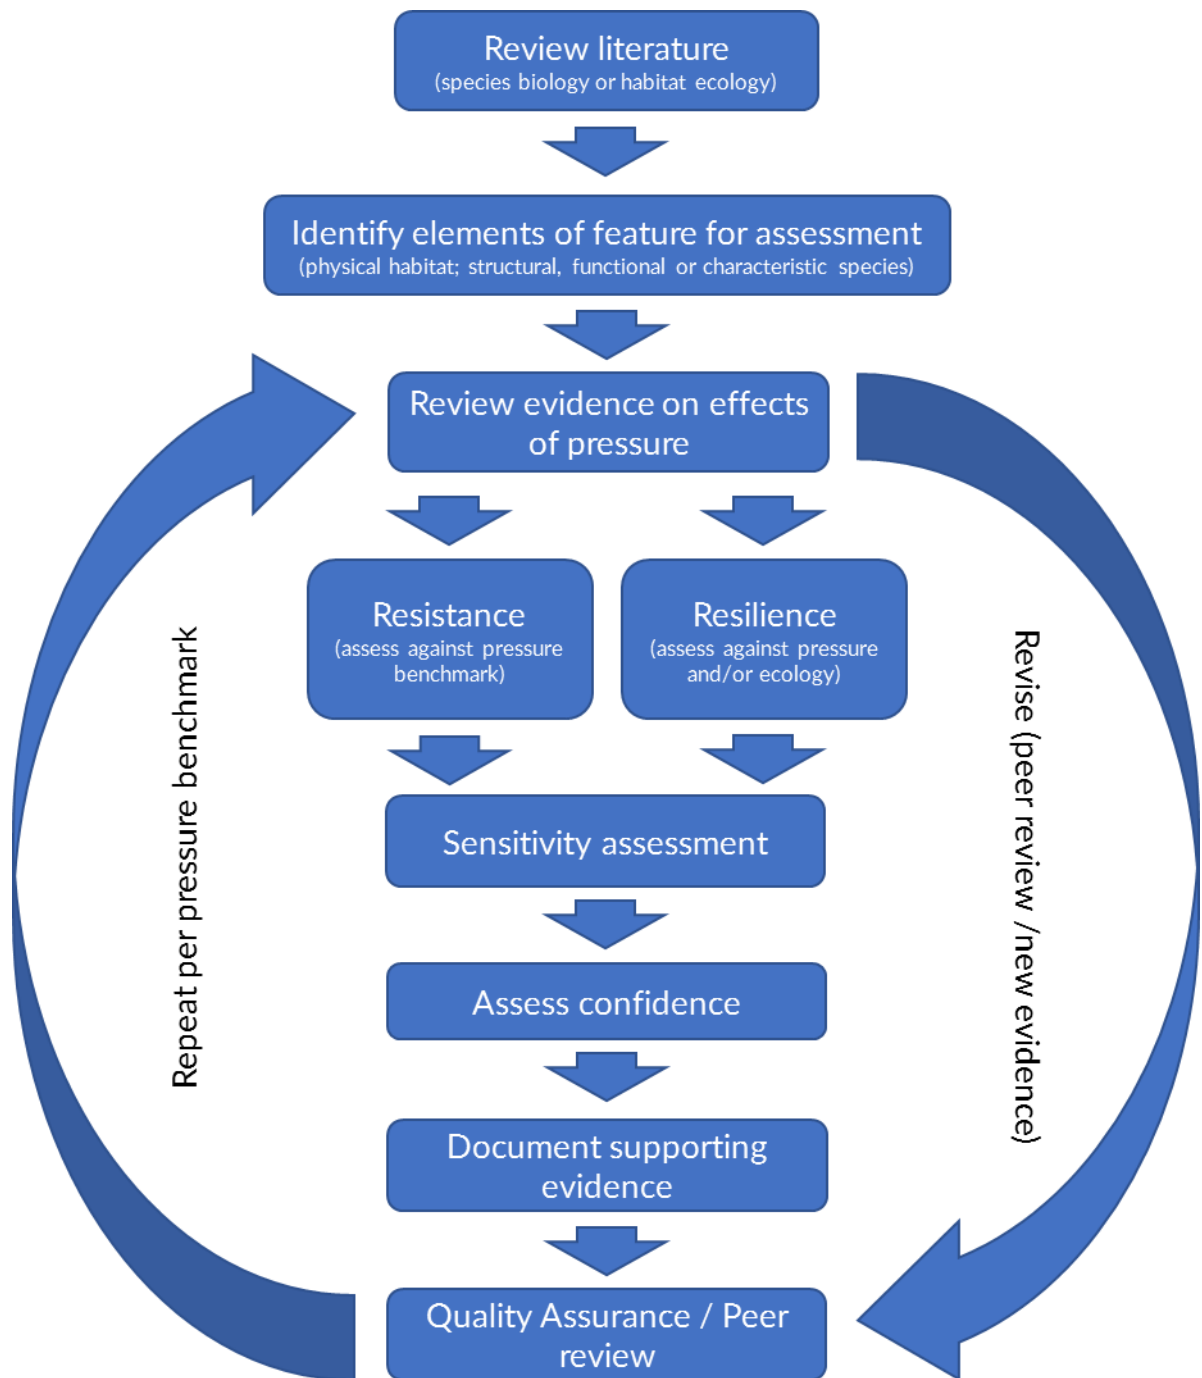 Review literature
(species biology or habitat ecology)
Identify elements of feature for assessment
(physical habitat; structural, functional or characteristic species)
Review evidence on effects
of pressure
Resistance
(assess against pressure
benchmark)
Resilience
(assess against pressure
and/or ecology)
Repeat per pressure benchmark
Revise (peer review /new evidence)
Sensitivity assessment
Assess confidence
Document supporting
evidence
Quality Assurance / Peer
review